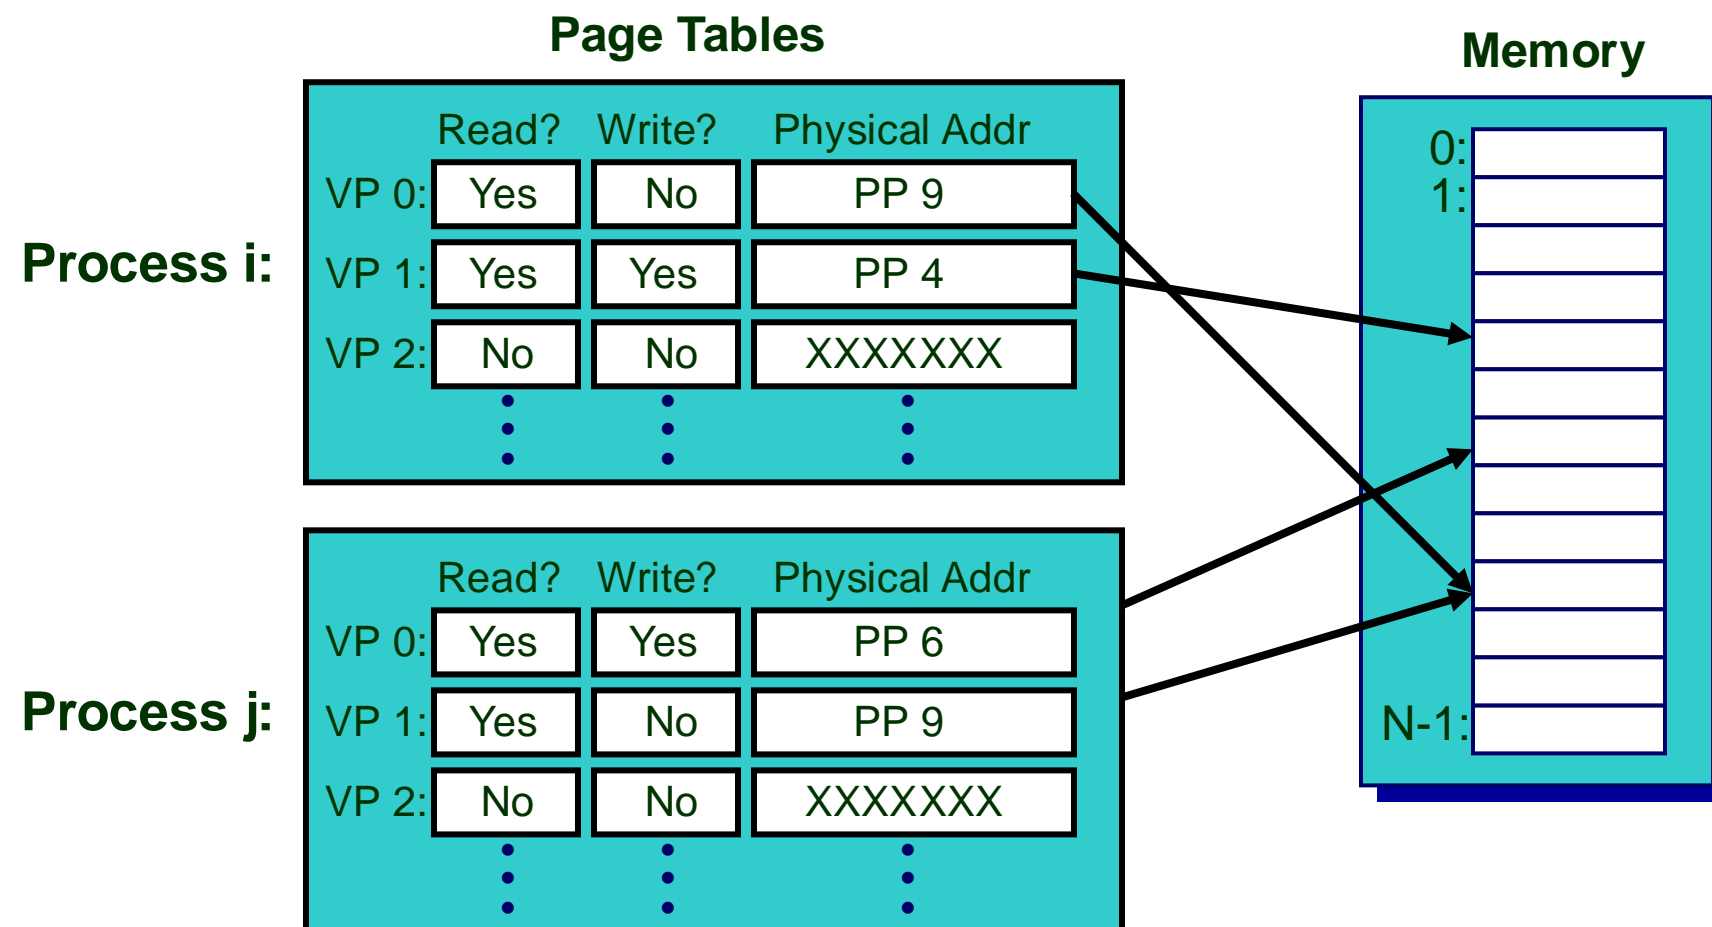 Page Tables
Memory
Read? Write? Physical Addr
Process i:
VP 0: Yes No PP 9
VP 1: Yes Yes PP 4
VP 2: No No XXXXXXX
Read? Write? Physical Addr
Process j:
VP 0: Yes Yes PP 6
VP 1: Yes No PP 9
VP 2: No No XXXXXXX
0:
1:
N-1: